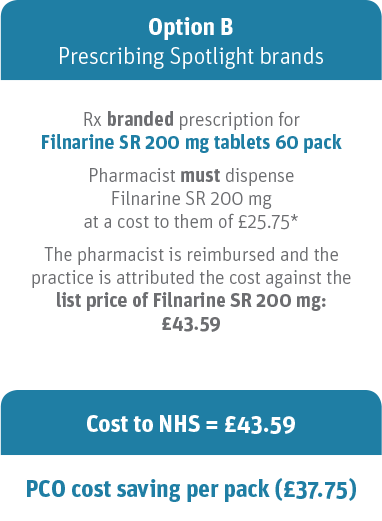 Option B
Prescribing Spotlight brands
Rx branded prescription for
Filnarine SR 200 mg tablets 60 pack
Pharmacist must dispense
Filnarine SR 200 mg
at a cost to them of £25.75*
The pharmacist is reimbursed and the
practice is attributed the cost against the
list price of Filnarine SR 200 mg:
£43.59
Cost to NHS = £43.59
PCO cost saving per pack (£37.75)